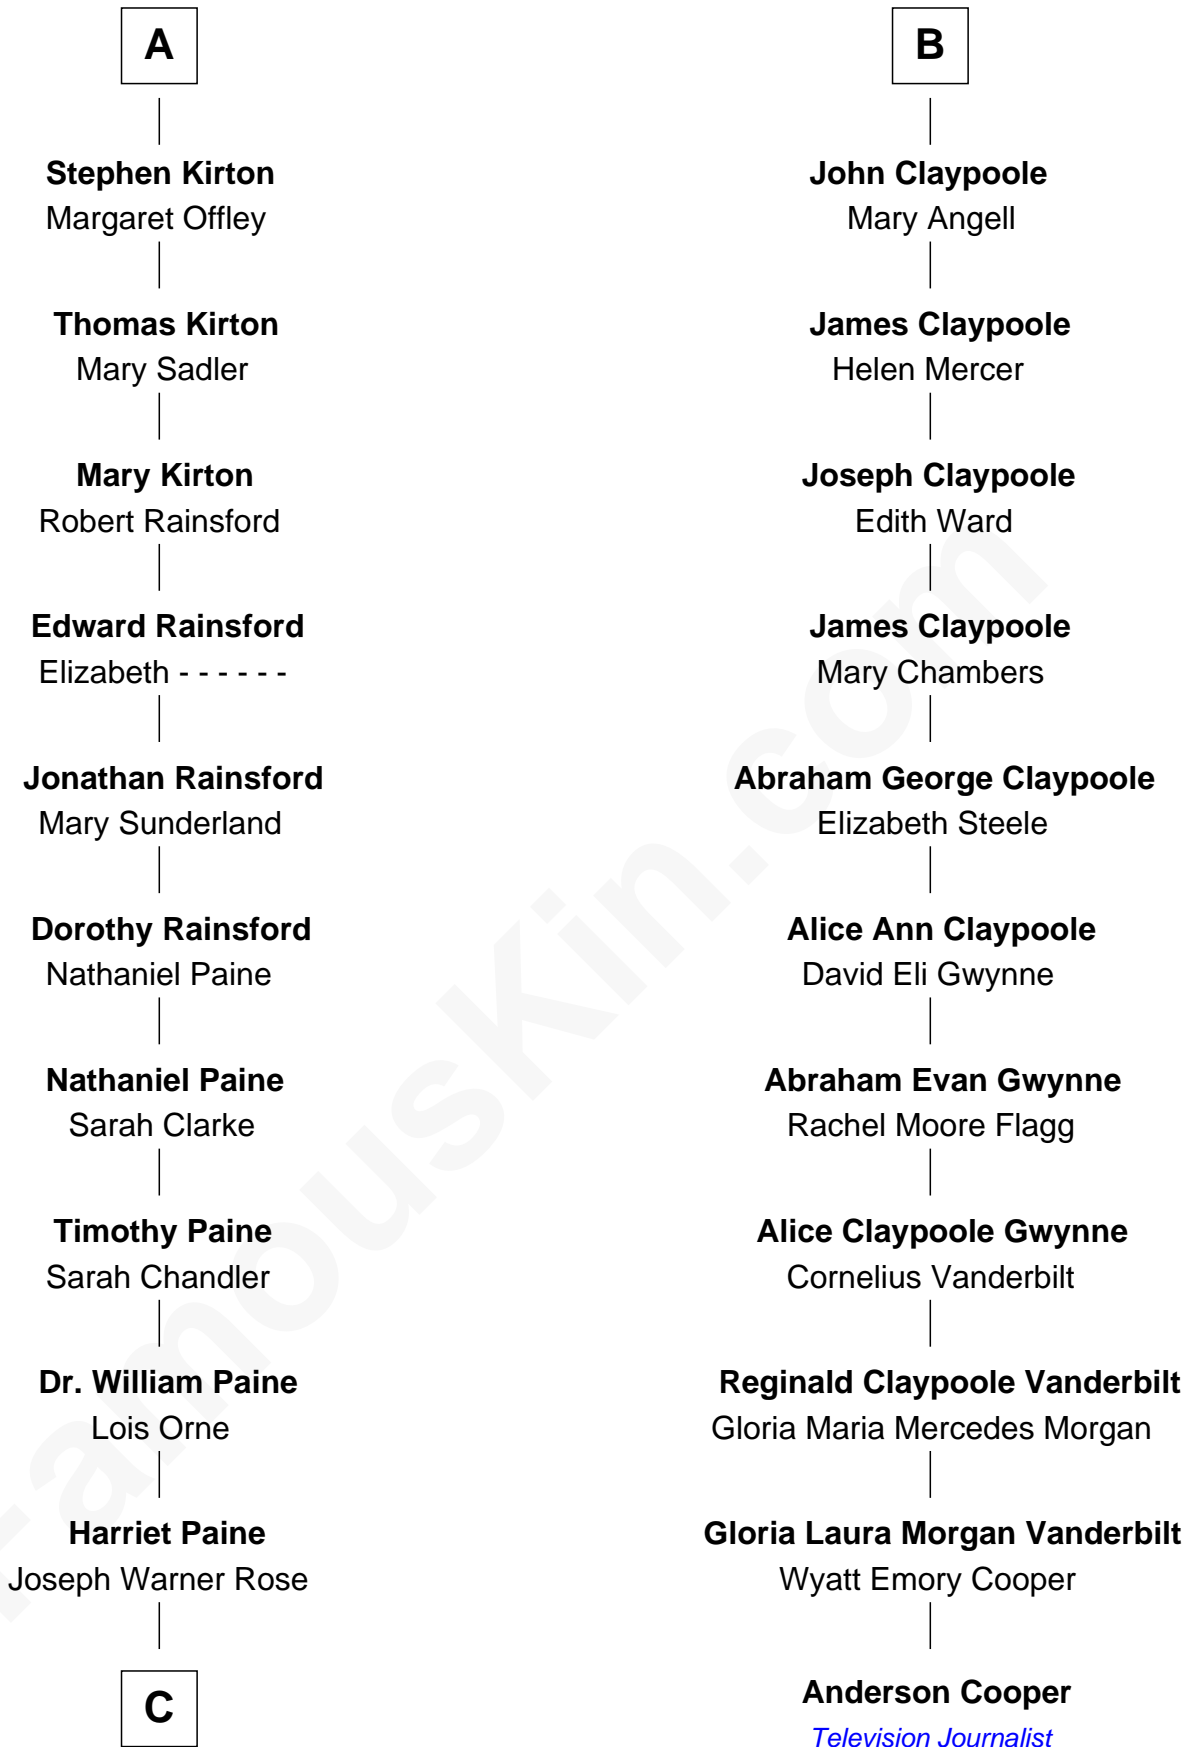 A
Stephen Kirton
Margaret Offley
Thomas Kirton
Mary Sadler
Mary Kirton
Robert Rainsford
Edward Rainsford
Elizabeth - - - - - -
Jonathan Rainsford
Mary Sunderland
Dorothy Rainsford
Nathaniel Paine
Nathaniel Paine
Sarah Clarke
Timothy Paine
Sarah Chandler
Dr. William Paine
Lois Orne
Harriet Paine
Joseph Warner Rose
C
B
John Claypoole
Mary Angell
James Claypoole
Helen Mercer
Joseph Claypoole
Edith Ward
James Claypoole
Mary Chambers
Abraham George Claypoole
Elizabeth Steele
Alice Ann Claypoole
David Eli Gwynne
Abraham Evan Gwynne
Rachel Moore Flagg
Alice Claypoole Gwynne
Cornelius Vanderbilt
Reginald Claypoole Vanderbilt
Gloria Maria Mercedes Morgan
Gloria Laura Morgan Vanderbilt
Wyatt Emory Cooper
Anderson Cooper
Television Journalist
FamousKin.com